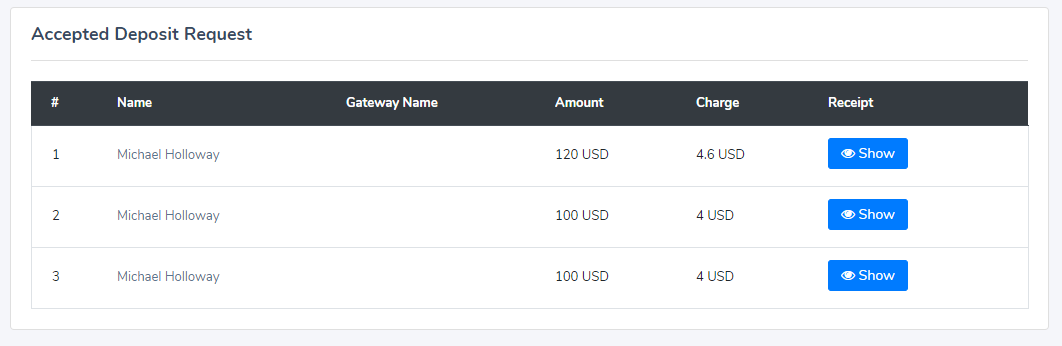 Accepted Deposit Request
# Name Gateway Name Amount Charge Receipt
1 Michael Holloway 120 USD 4.6 USD Show
2 Michael Holloway 100 USD 4 USD Show
3 Michael Holloway 100 USD 4 USD Show